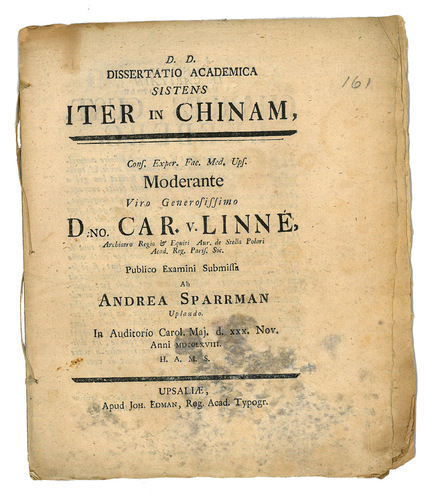 D. D.
DISSERTATIO ACADEMICA
SISTENS
ITER IN CHINAM,
161
Conſ. Exper. Fac. Med. Upſ.
Moderante
Viro Generoſiſſimo
D:NO. CAR. V. LINNÉ,
Archiatro Regio & Equiti Aur. de Stella Polari
Acad. Reg. Pariſ. Soc.
Publico Examini Submiſſa
Ab
ANDREA SPARRMAN
Uplando.
In Auditorio Carol. Maj. d. XXX. Nov.
Anni MDCCLXVIII.
H. A. M. S.
UPSALIÆ,
Apud JOH. EDMAN, Reg. Acad. Typogr.